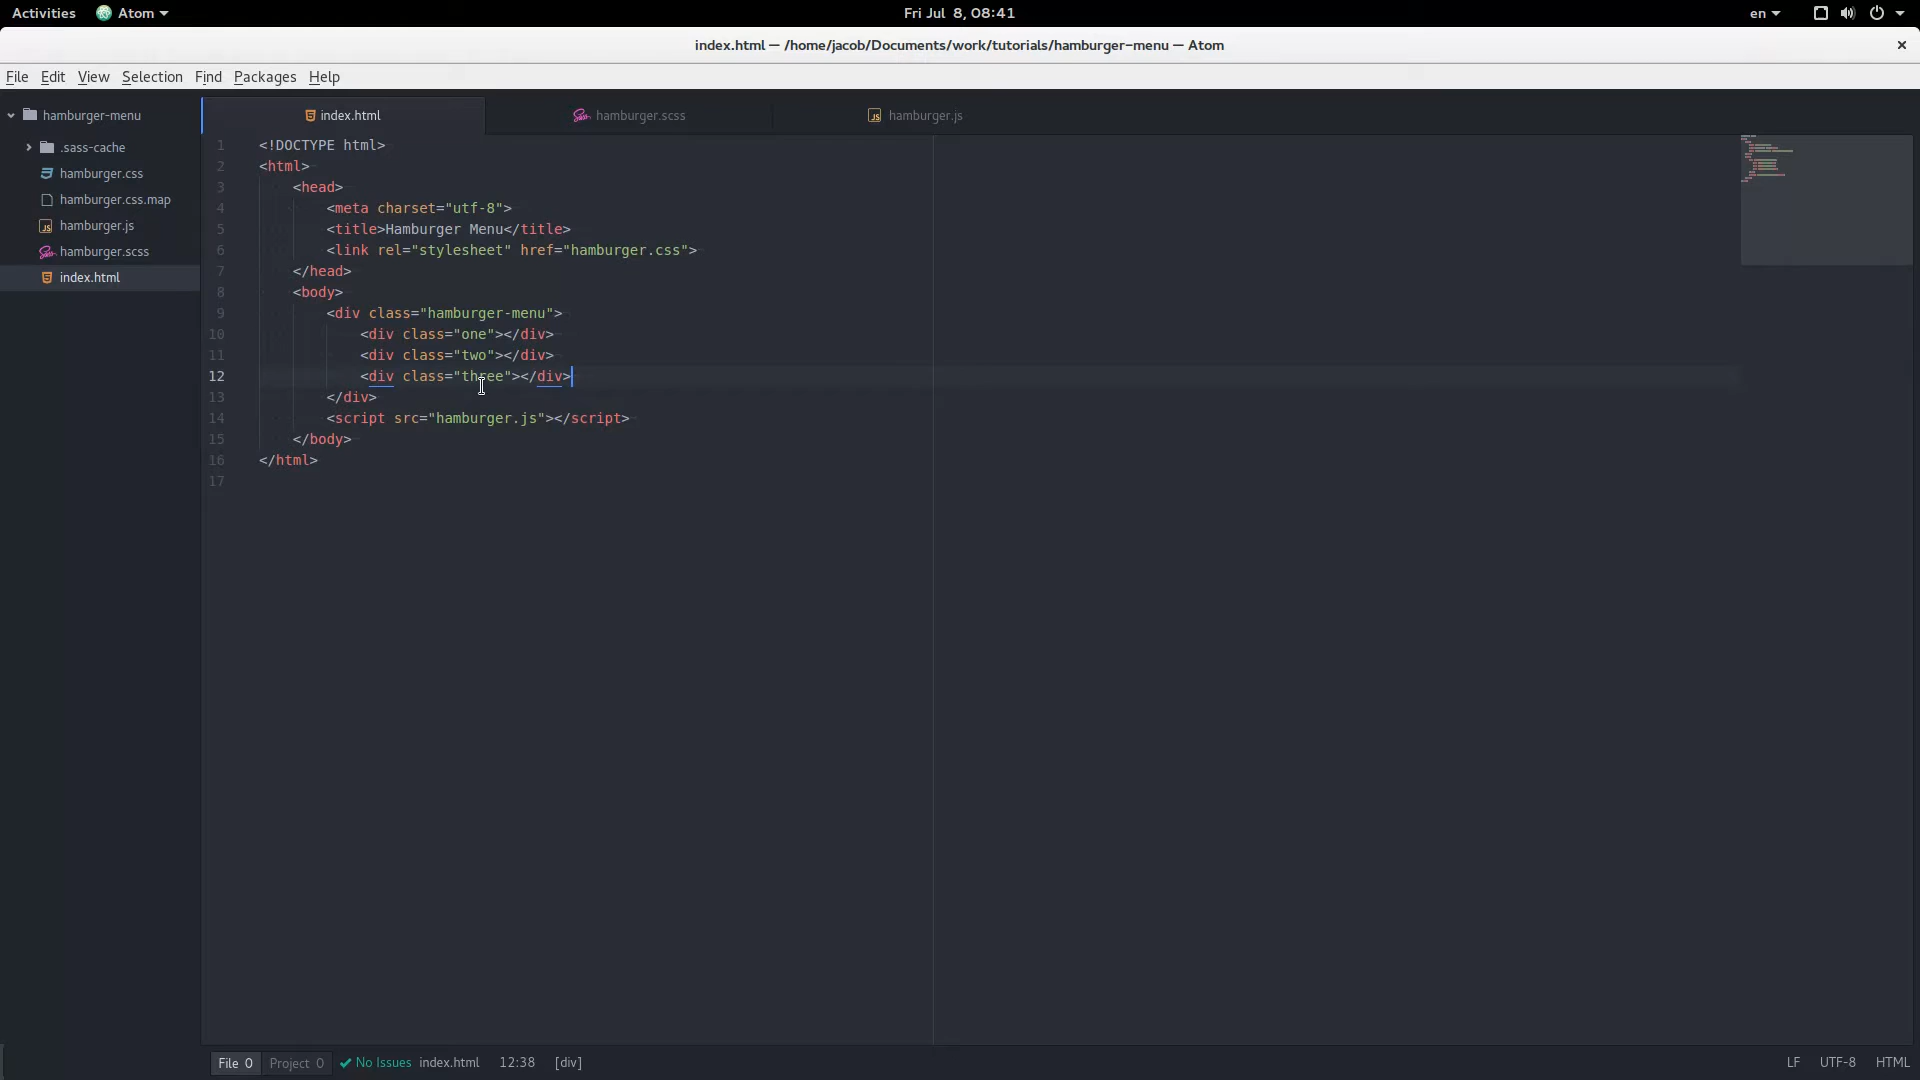 Activities Atom Fri Jul 8, 08:41 en
index.html — /home/jacob/Documents/work/tutorials/hamburger-menu — Atom
File Edit View Selection Find Packages Help
hamburger-menu
.sass-cache
hamburger.css
hamburger.css.map
hamburger.js
hamburger.scss
index.html
index.html hamburger.scss hamburger.js
1 <!DOCTYPE html>
2 <html>
3 <head>
4 <meta charset="utf-8">
5 <title>Hamburger Menu</title>
6 <link rel="stylesheet" href="hamburger.css">
7 </head>
8 <body>
9 <div class="hamburger-menu">
10 <div class="one"></div>
11 <div class="two"></div>
12 <div class="three"></div>
13 </div>
14 <script src="hamburger.js"></script>
15 </body>
16 </html>
17
File 0 Project 0 No Issues index.html 12:38 [div] LF UTF-8 HTML